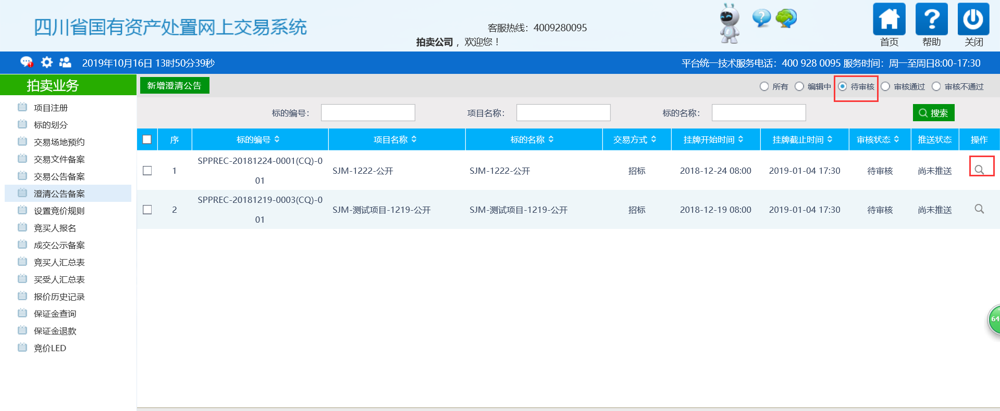 四川省国有资产处置网上交易系统
客服热线：4009280095
拍卖公司 ，欢迎您！
首页
帮助
关闭
2019年10月16日 13时50分39秒
平台统一技术服务电话：400 928 0095 服务时间：周一至周日8:00-17:30
拍卖业务
项目注册
标的划分
交易场地预约
交易文件备案
交易公告备案
澄清公告备案
设置竞价规则
竞买人报名
成交公示备案
竞买人汇总表
买受人汇总表
报价历史记录
保证金查询
保证金退款
竞价LED
新增澄清公告
所有 编辑中 待审核 审核通过 审核不通过
标的编号： 项目名称： 标的名称： 搜索
序 标的编号 项目名称 标的名称 交易方式 挂牌开始时间 挂牌截止时间 审核状态 推送状态 操作
1 SPPREC-20181224-0001(CQ)-001 SJM-1222-公开 SJM-1222-公开 招标 2018-12-24 08:00 2019-01-04 17:30 待审核 尚未推送
2 SPPREC-20181219-0003(CQ)-001 SJM-测试项目-1219-公开 SJM-测试项目-1219-公开 招标 2018-12-19 08:00 2019-01-04 17:30 待审核 尚未推送
64